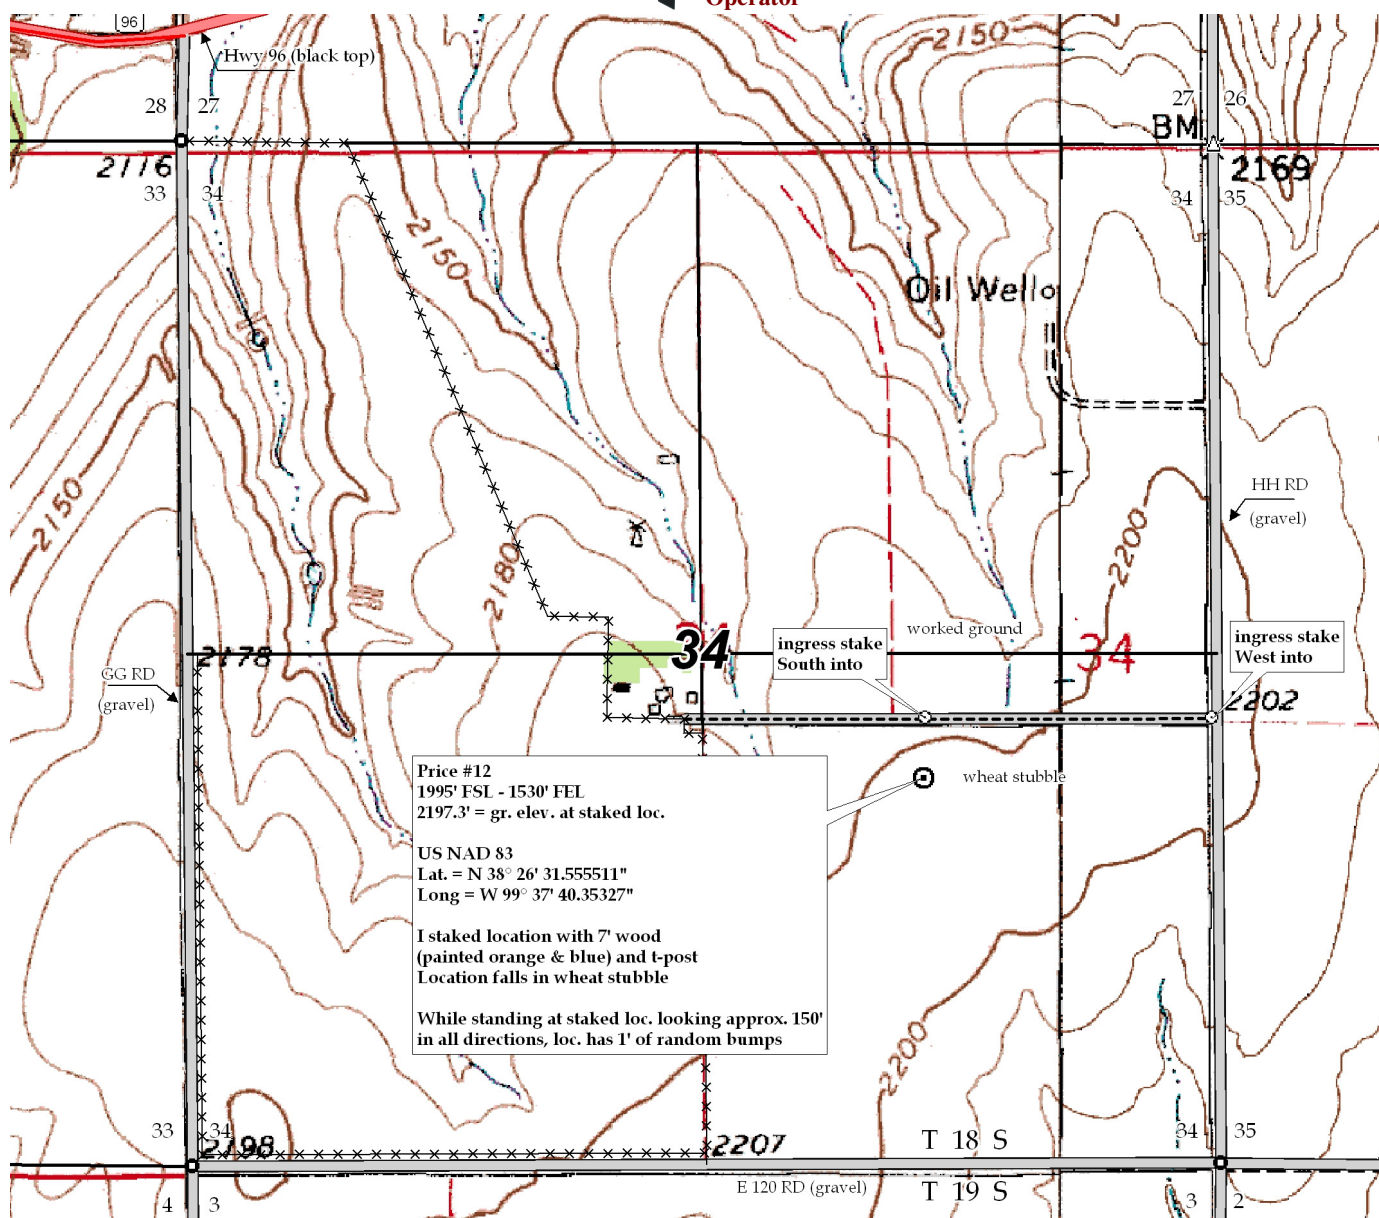 Operator
96
Hwy 96 (black top)
2150
28 27
27 26
BM
2116
2169
33 34
34 35
2150
Oil Well
2150
HH RD
(gravel)
2200
2180
34
worked ground
ingress stake
South into
34
ingress stake
West into
2178
GG RD
(gravel)
2202
wheat stubble
Price #12
1995' FSL - 1530' FEL
2197.3' = gr. elev. at staked loc.
US NAD 83
Lat. = N 38° 26' 31.555511"
Long = W 99° 37' 40.35327"
I staked location with 7' wood
(painted orange & blue) and t-post
Location falls in wheat stubble
While standing at staked loc. looking approx. 150'
in all directions, loc. has 1' of random bumps
2200
33 34
2198
2207
T 18 S
34 35
E 120 RD (gravel)
T 19 S
4 3
3 2